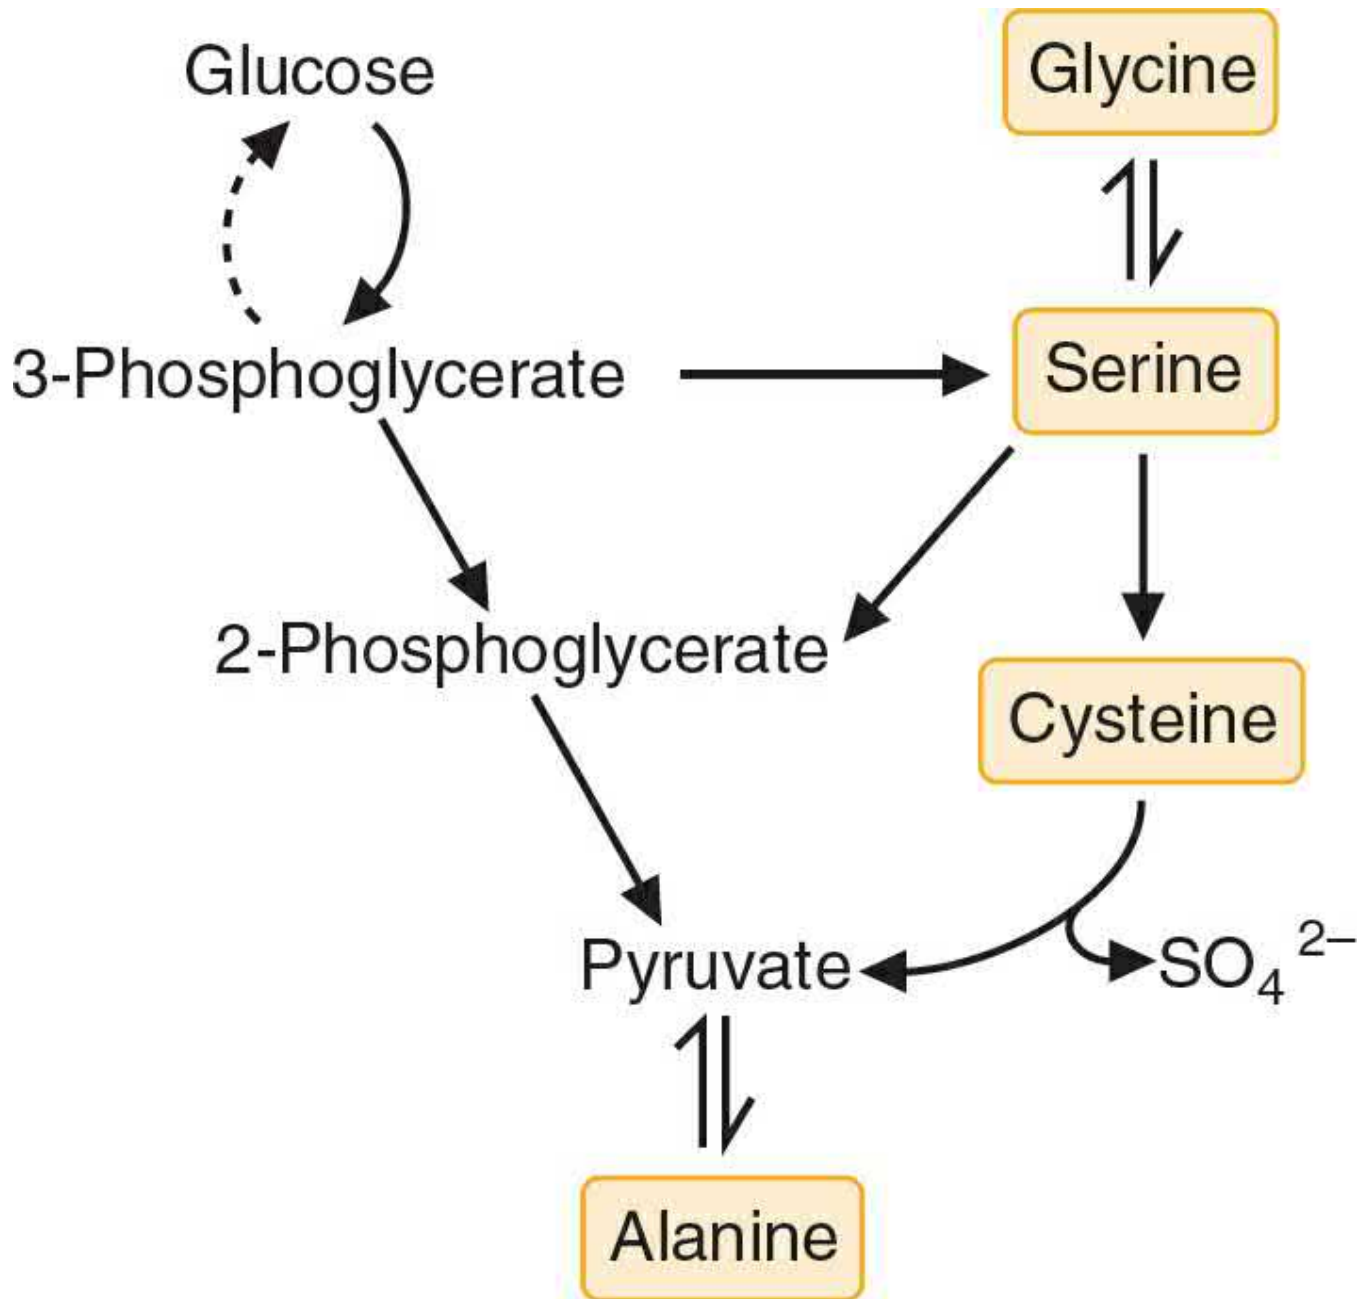 Glucose
Glycine
3-Phosphoglycerate
Serine
2-Phosphoglycerate
Cysteine
Pyruvate
SO₄ ²⁻
Alanine